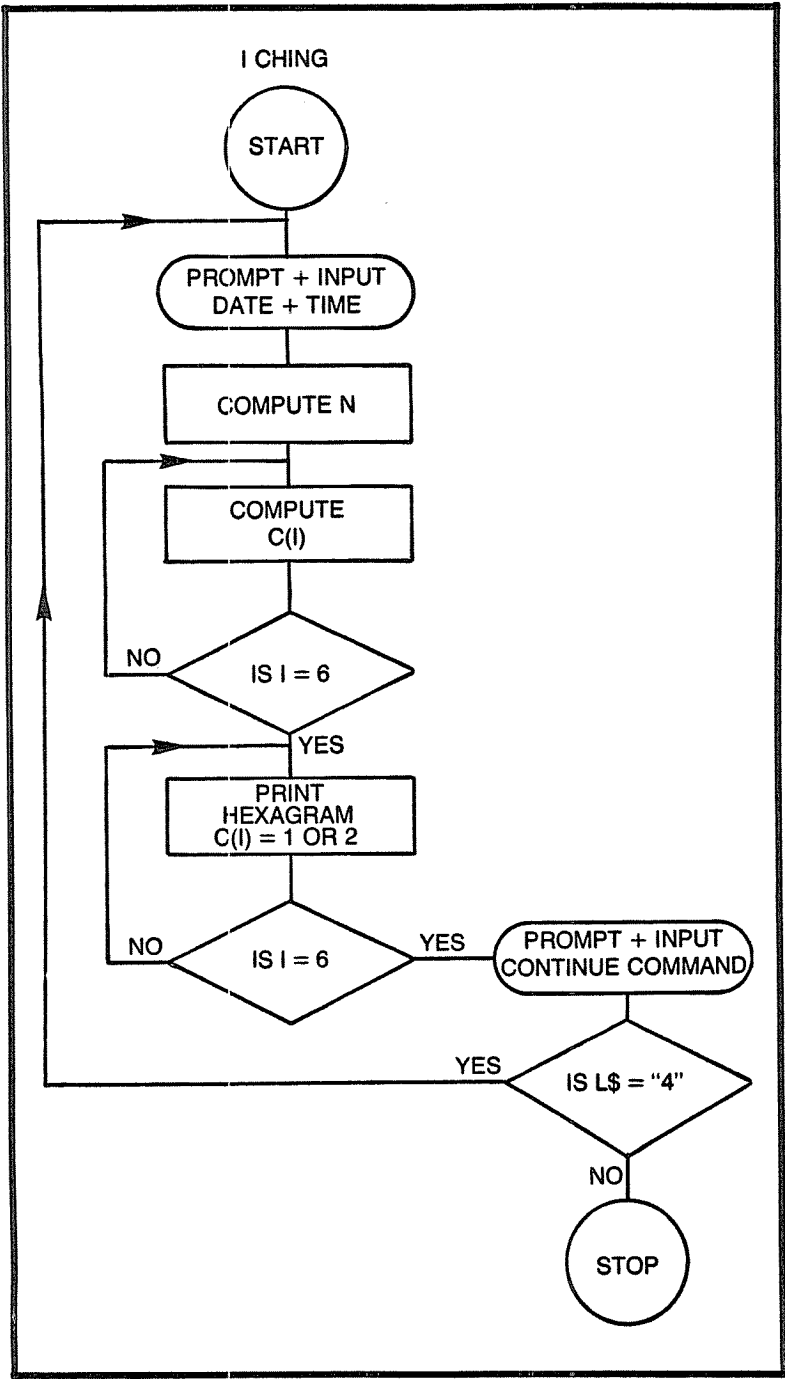 I CHING
START
PROMPT + INPUT
DATE + TIME
COMPUTE N
COMPUTE
C(I)
NO
IS I = 6
YES
PRINT
HEXAGRAM
C(I) = 1 OR 2
NO
IS I = 6
YES
PROMPT + INPUT
CONTINUE COMMAND
YES
IS L$ = “4”
NO
STOP